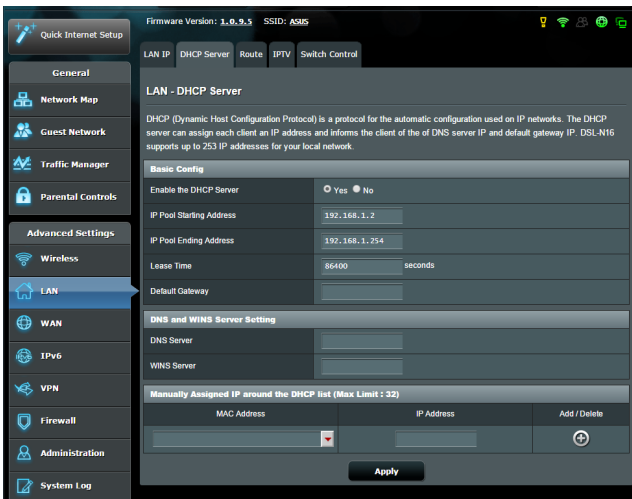 Quick Internet Setup
General
Network Map
Guest Network
Traffic Manager
Parental Controls
Advanced Settings
Wireless
LAN
WAN
IPv6
VPN
Firewall
Administration
System Log
Firmware Version: 1.0.9.5 SSID: ASUS
LAN IP DHCP Server Route IPTV Switch Control
LAN - DHCP Server
DHCP (Dynamic Host Configuration Protocol) is a protocol for the automatic configuration used on IP networks. The DHCP
server can assign each client an IP address and informs the client of the of DNS server IP and default gateway IP. DSL-N16
supports up to 253 IP addresses for your local network.
Basic Config
Enable the DHCP Server Yes No
IP Pool Starting Address 192.168.1.2
IP Pool Ending Address 192.168.1.254
Lease Time 86400 seconds
Default Gateway
DNS and WINS Server Setting
DNS Server
WINS Server
Manually Assigned IP around the DHCP list (Max Limit : 32)
MAC Address IP Address Add / Delete
Apply